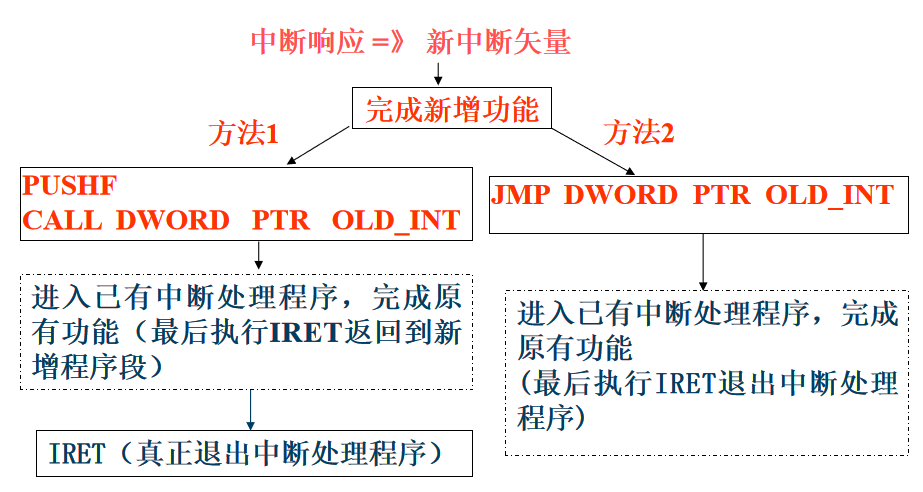 中断响应 =》 新中断矢量
完成新增功能
方法1
方法2
PUSHF
CALL DWORD PTR OLD_INT
JMP DWORD PTR OLD_INT
进入已有中断处理程序，完成原
有功能（最后执行IRET返回到新
增程序段）
进入已有中断处理程序，完成
原有功能
(最后执行IRET退出中断处理
程序)
IRET（真正退出中断处理程序）